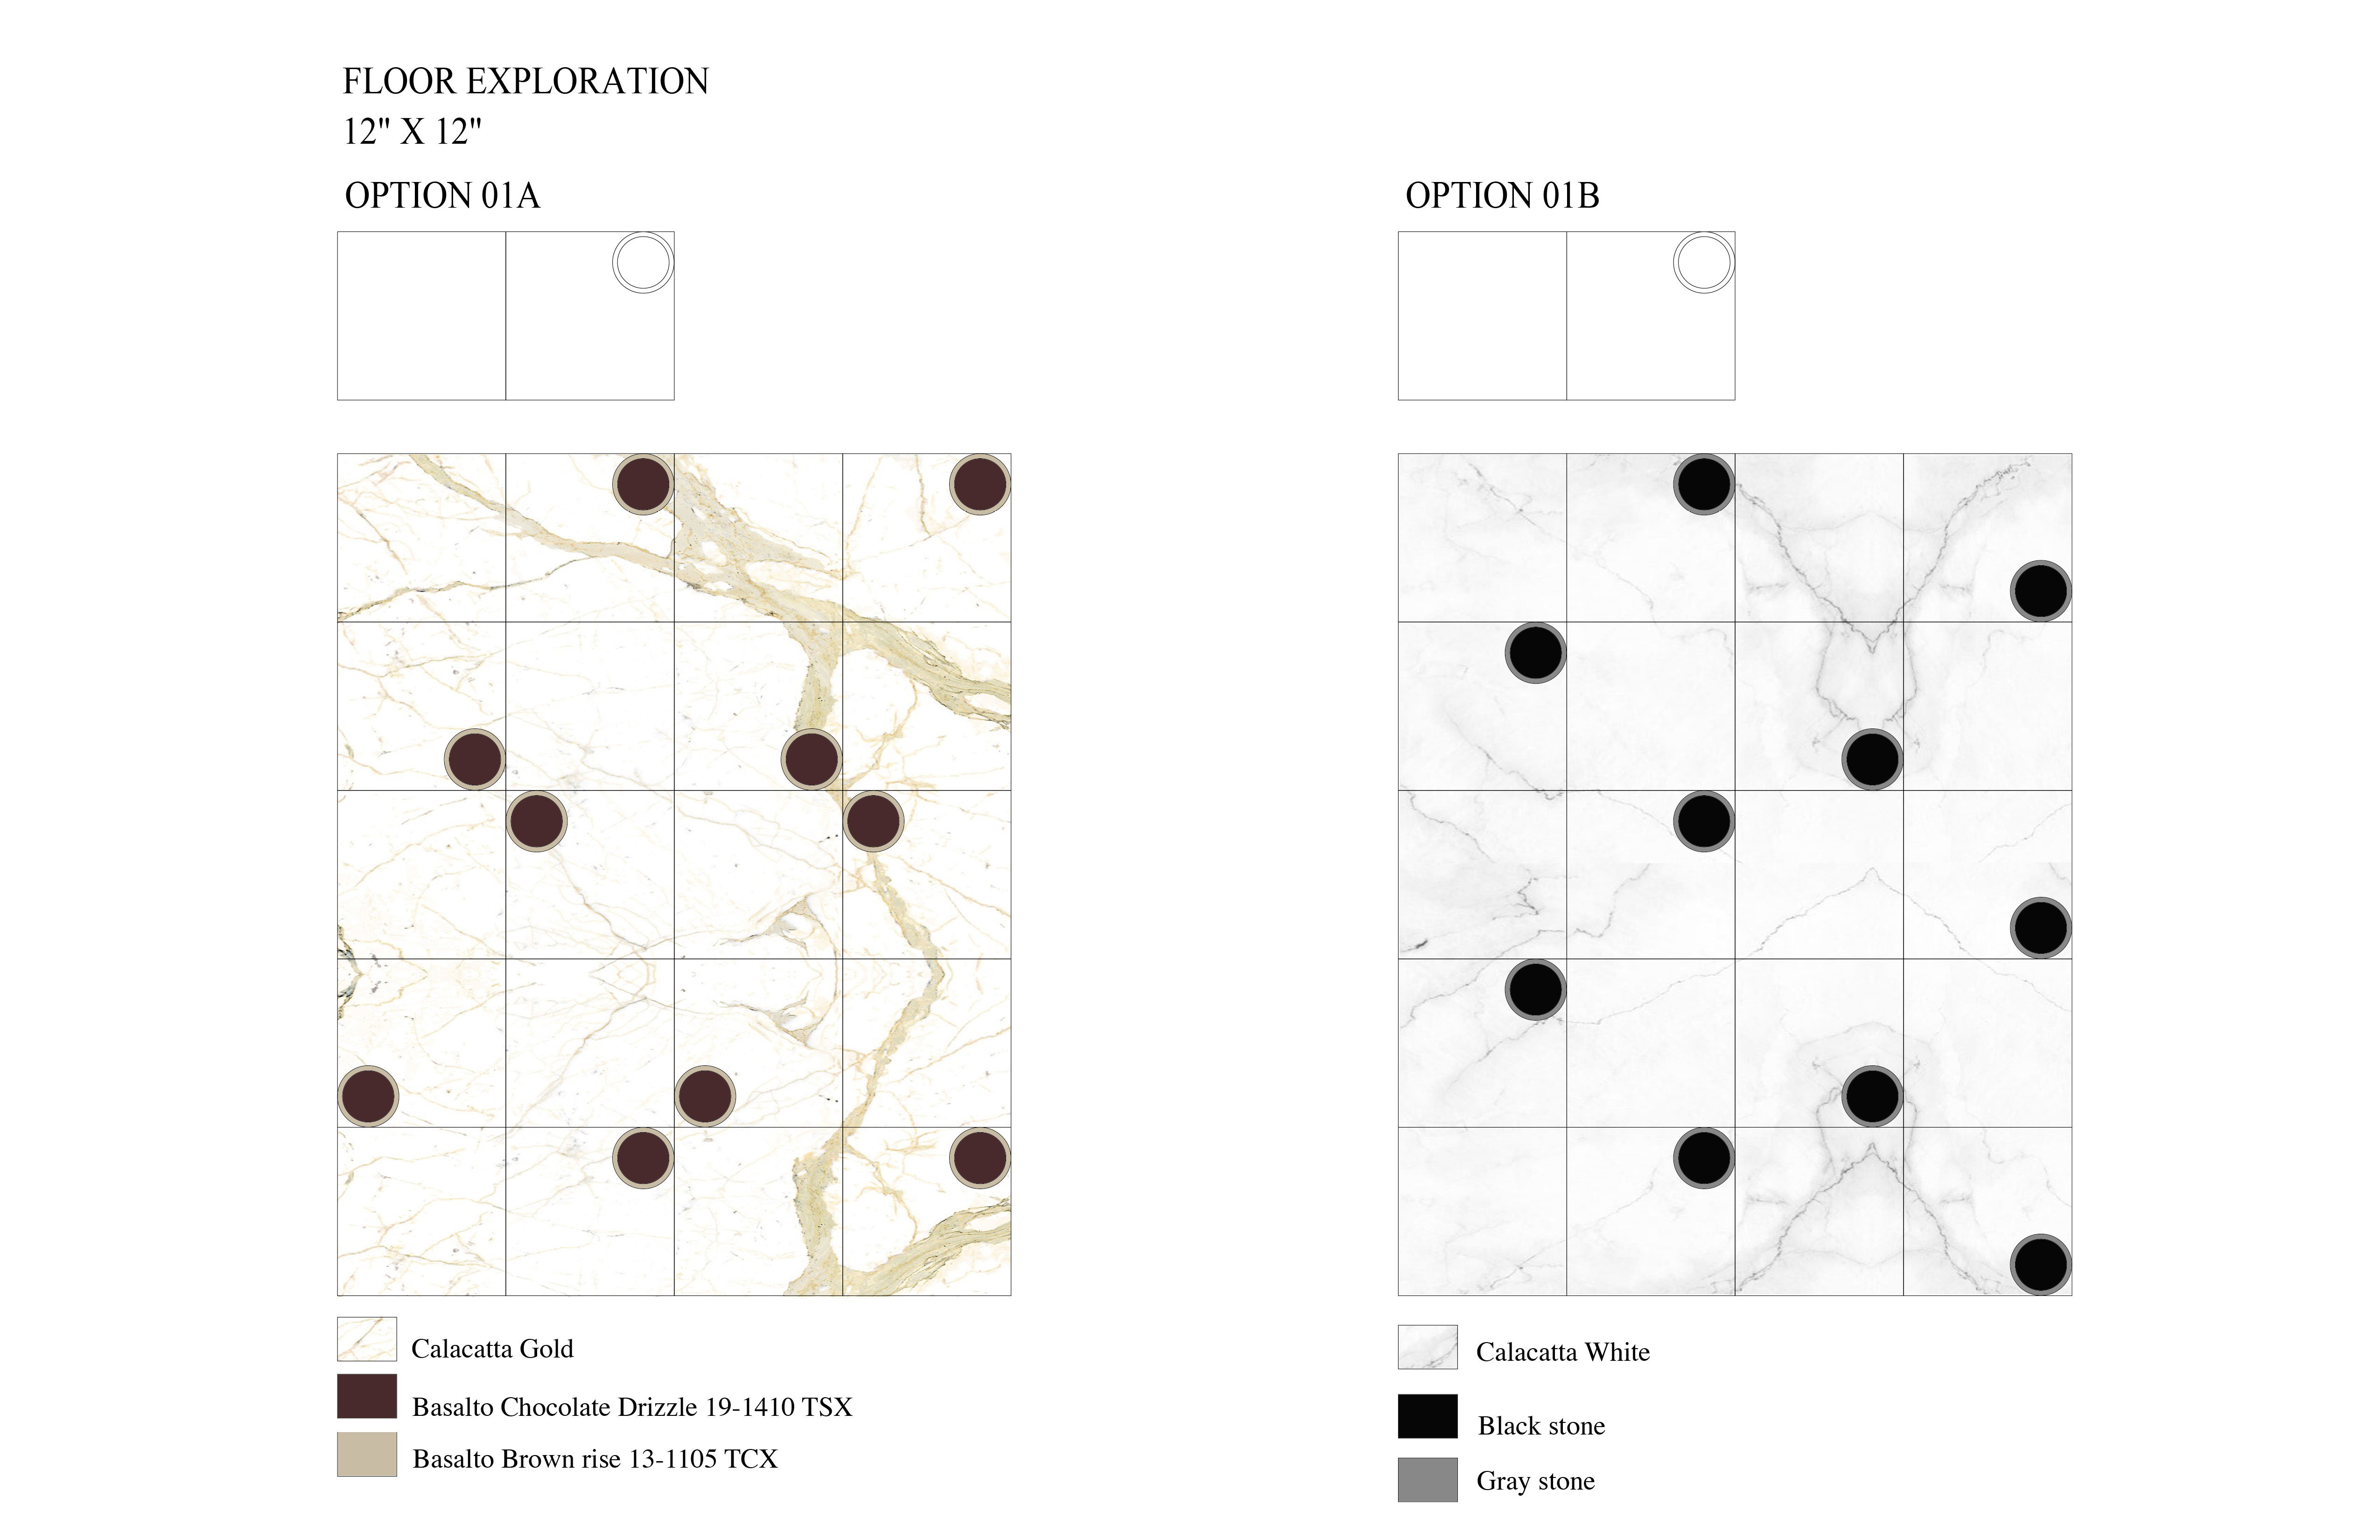 FLOOR EXPLORATION
12" X 12"
OPTION 01A
OPTION 01B
Calacatta Gold
Basalto Chocolate Drizzle 19-1410 TSX
Basalto Brown rise 13-1105 TCX
Calacatta White
Black stone
Gray stone